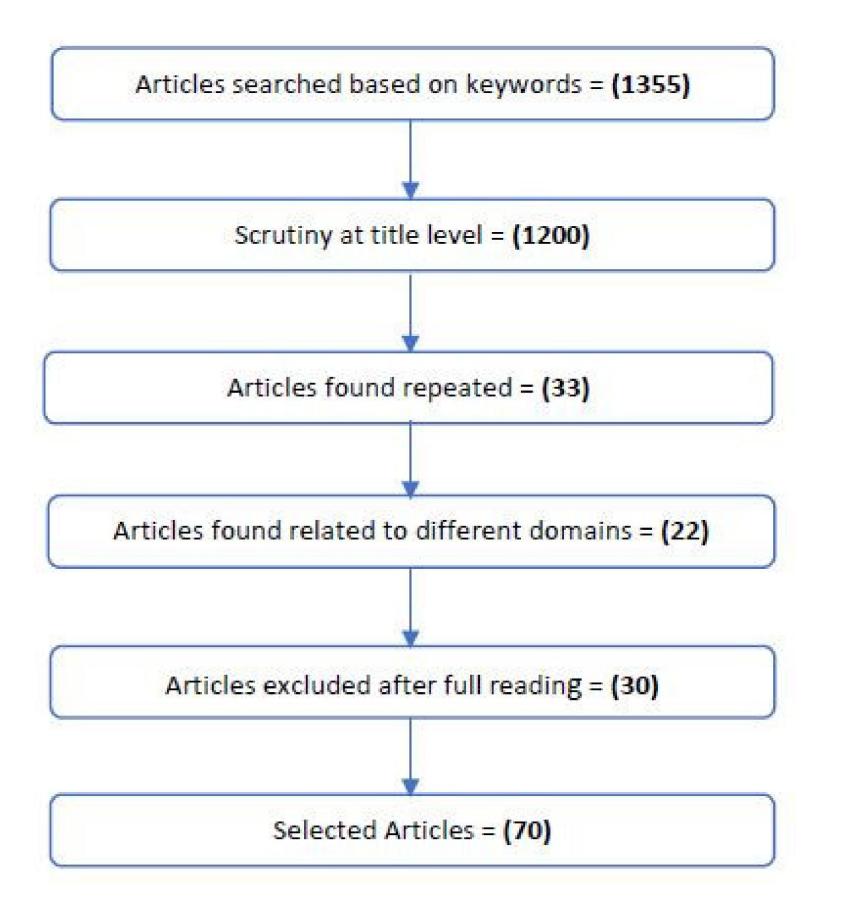 Articles searched based on keywords = (1355)
Scrutiny at title level = (1200)
Articles found repeated = (33)
Articles found related to different domains = (22)
Articles excluded after full reading = (30)
Selected Articles = (70)